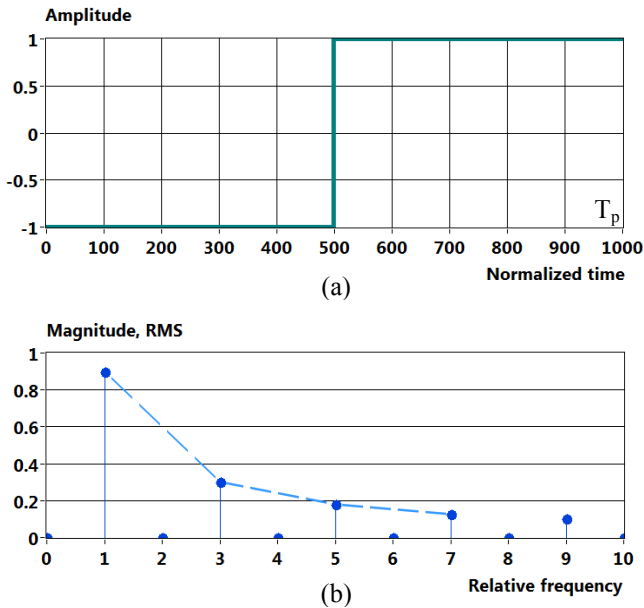 Amplitude
1
0.5
0
-0.5
-1
T_p
0 100 200 300 400 500 600 700 800 900 1000
Normalized time
(a)
Magnitude, RMS
1
0.8
0.6
0.4
0.2
0
0 1 2 3 4 5 6 7 8 9 10
Relative frequency
(b)